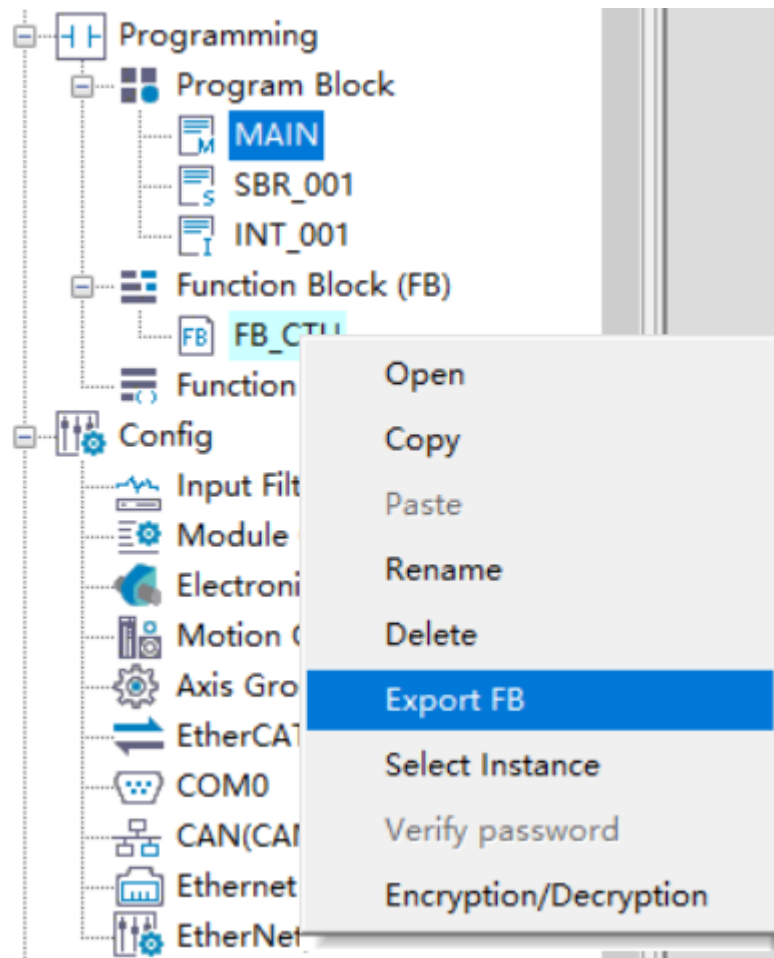 Programming
Program Block
MAIN
SBR_001
INT_001
Function Block (FB)
FB FB_CTU
Function
Config
Input Filt
Module
Electroni
Motion
Axis Gro
EtherCAT
COM0
CAN(CAN
Ethernet
EtherNet
Open
Copy
Paste
Rename
Delete
Export FB
Select Instance
Verify password
Encryption/Decryption